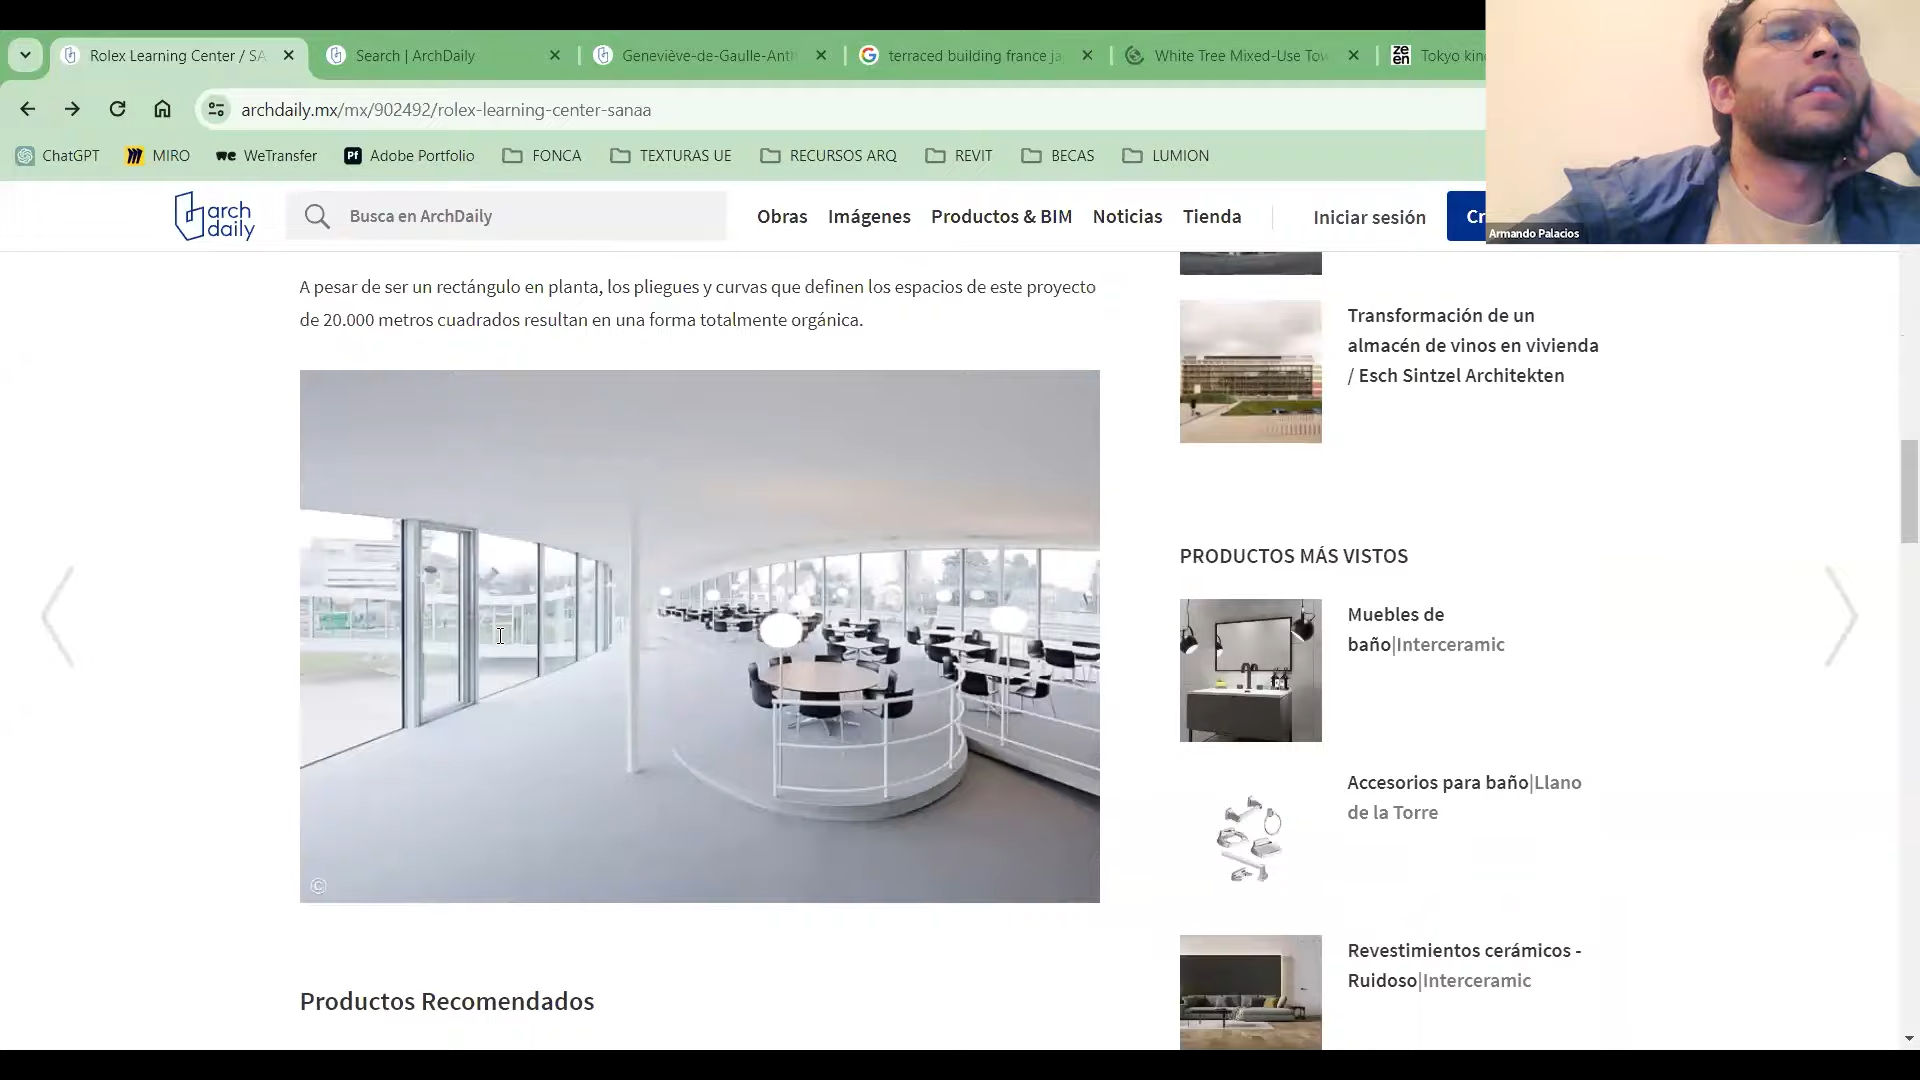 Rolex Learning Center / SA
Search | ArchDaily
Geneviève-de-Gaulle-Anth
terraced building france ja
White Tree Mixed-Use Tow
ze
en
Tokyo kin
archdaily.mx/mx/902492/rolex-learning-center-sanaa
ChatGPT
MIRO
we WeTransfer
Pf Adobe Portfolio
FONCA
TEXTURAS UE
RECURSOS ARQ
REVIT
BECAS
LUMION
arch
daily
Busca en ArchDaily
Obras
Imágenes
Productos & BIM
Noticias
Tienda
Iniciar sesión
Cr
Armando Palacios
A pesar de ser un rectángulo en planta, los pliegues y curvas que definen los espacios de este proyecto
de 20.000 metros cuadrados resultan en una forma totalmente orgánica.
©
Productos Recomendados
Transformación de un
almacén de vinos en vivienda
/ Esch Sintzel Architekten
PRODUCTOS MÁS VISTOS
Muebles de
baño|Interceramic
Accesorios para baño|Llano
de la Torre
Revestimientos cerámicos -
Ruidoso|Interceramic